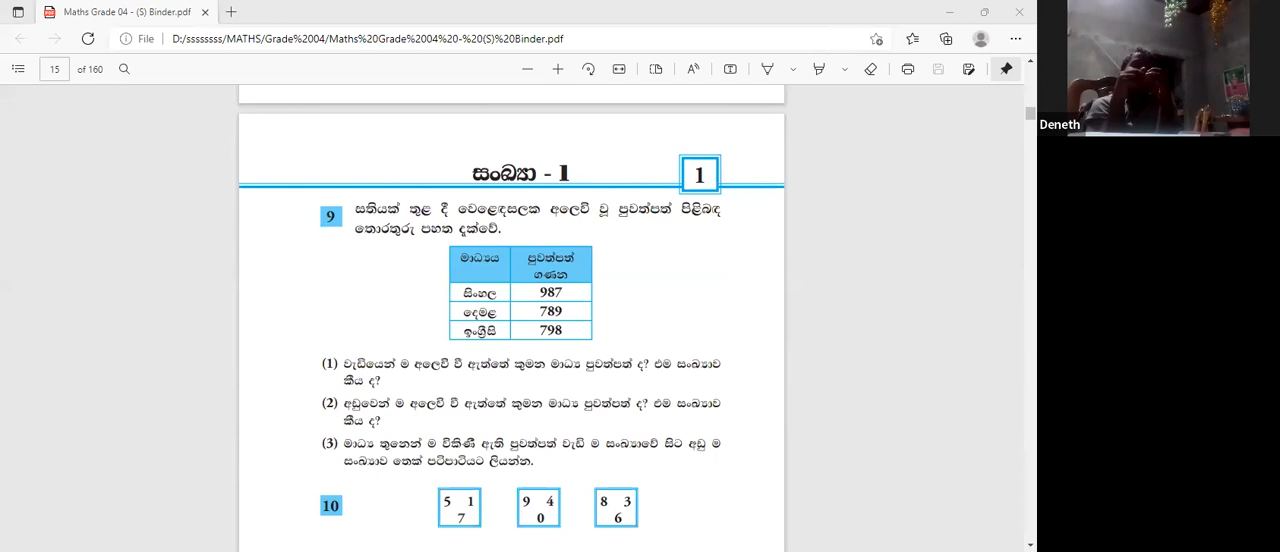 Maths Grade 04 - (S) Binder.pdf
File
D:/ssssssss/MATHS/Grade%2004/Maths%20Grade%2004%20-%20(S)%20Binder.pdf
15 of 160
Deneth
සංඛ්‍යා - 1
1
9 සතියක් තුළ දී වෙළෙඳසලක අලෙවි වූ පුවත්පත් පිළිබඳ
තොරතුරු පහත දැක්වේ.
මාධ්‍යය පුවත්පත්
ගණන
සිංහල 987
දෙමළ 789
ඉංග්‍රීසි 798
(1) වැඩියෙන් ම අලෙවි වී ඇත්තේ කුමන මාධ්‍ය පුවත්පත් ද? එම සංඛ්‍යාව
කීය ද?
(2) අඩුවෙන් ම අලෙවි වී ඇත්තේ කුමන මාධ්‍ය පුවත්පත් ද? එම සංඛ්‍යාව
කීය ද?
(3) මාධ්‍ය තුනෙන් ම විකිණී ඇති පුවත්පත් වැඩි ම සංඛ්‍යාවේ සිට අඩු ම
සංඛ්‍යාව තෙක් පටිපාටියට ලියන්න.
10 5 1 9 4 8 3
7 0 6